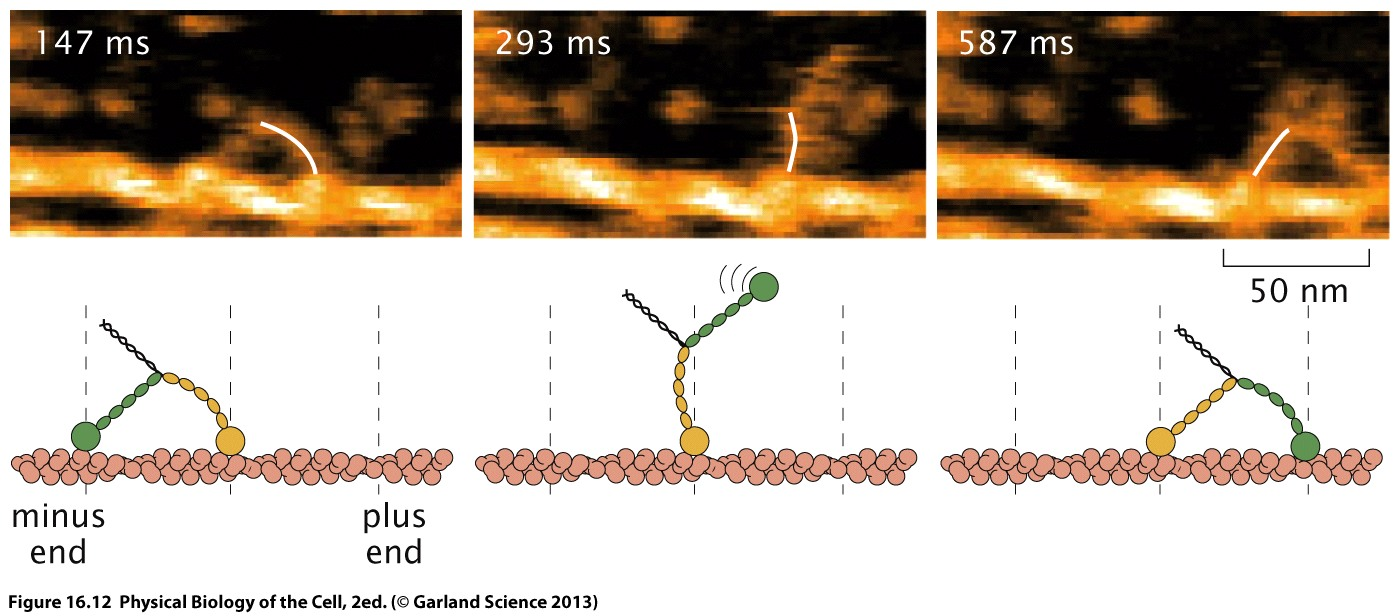 147 ms
293 ms
587 ms
50 nm
minus end
plus end
Figure 16.12 Physical Biology of the Cell, 2ed. (© Garland Science 2013)